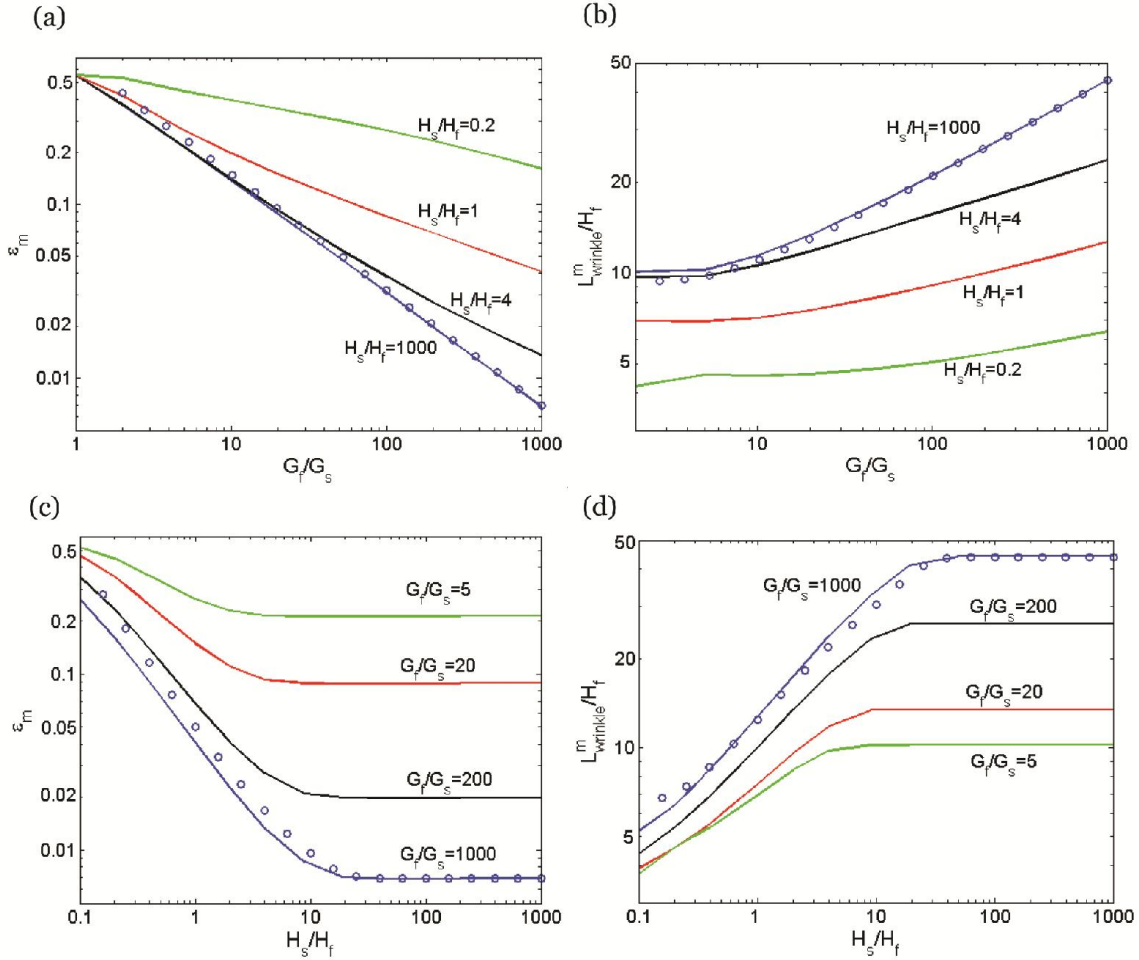 (a)
0.5
0.2
0.1
0.05
0.02
0.01
ε_m
H_s/H_f=0.2
H_s/H_f=1
H_s/H_f=4
H_s/H_f=1000
1
10
100
1000
G_f/G_s
(b)
50
20
10
5
L^m_wrinkle/H_f
H_s/H_f=1000
H_s/H_f=4
H_s/H_f=1
H_s/H_f=0.2
10
100
1000
G_f/G_s
(c)
0.5
0.2
0.1
0.05
0.02
0.01
ε_m
G_f/G_s=5
G_f/G_s=20
G_f/G_s=200
G_f/G_s=1000
0.1
1
10
100
1000
H_s/H_f
(d)
50
20
10
5
L^m_wrinkle/H_f
G_f/G_s=1000
G_f/G_s=200
G_f/G_s=20
G_f/G_s=5
0.1
1
10
100
1000
H_s/H_f